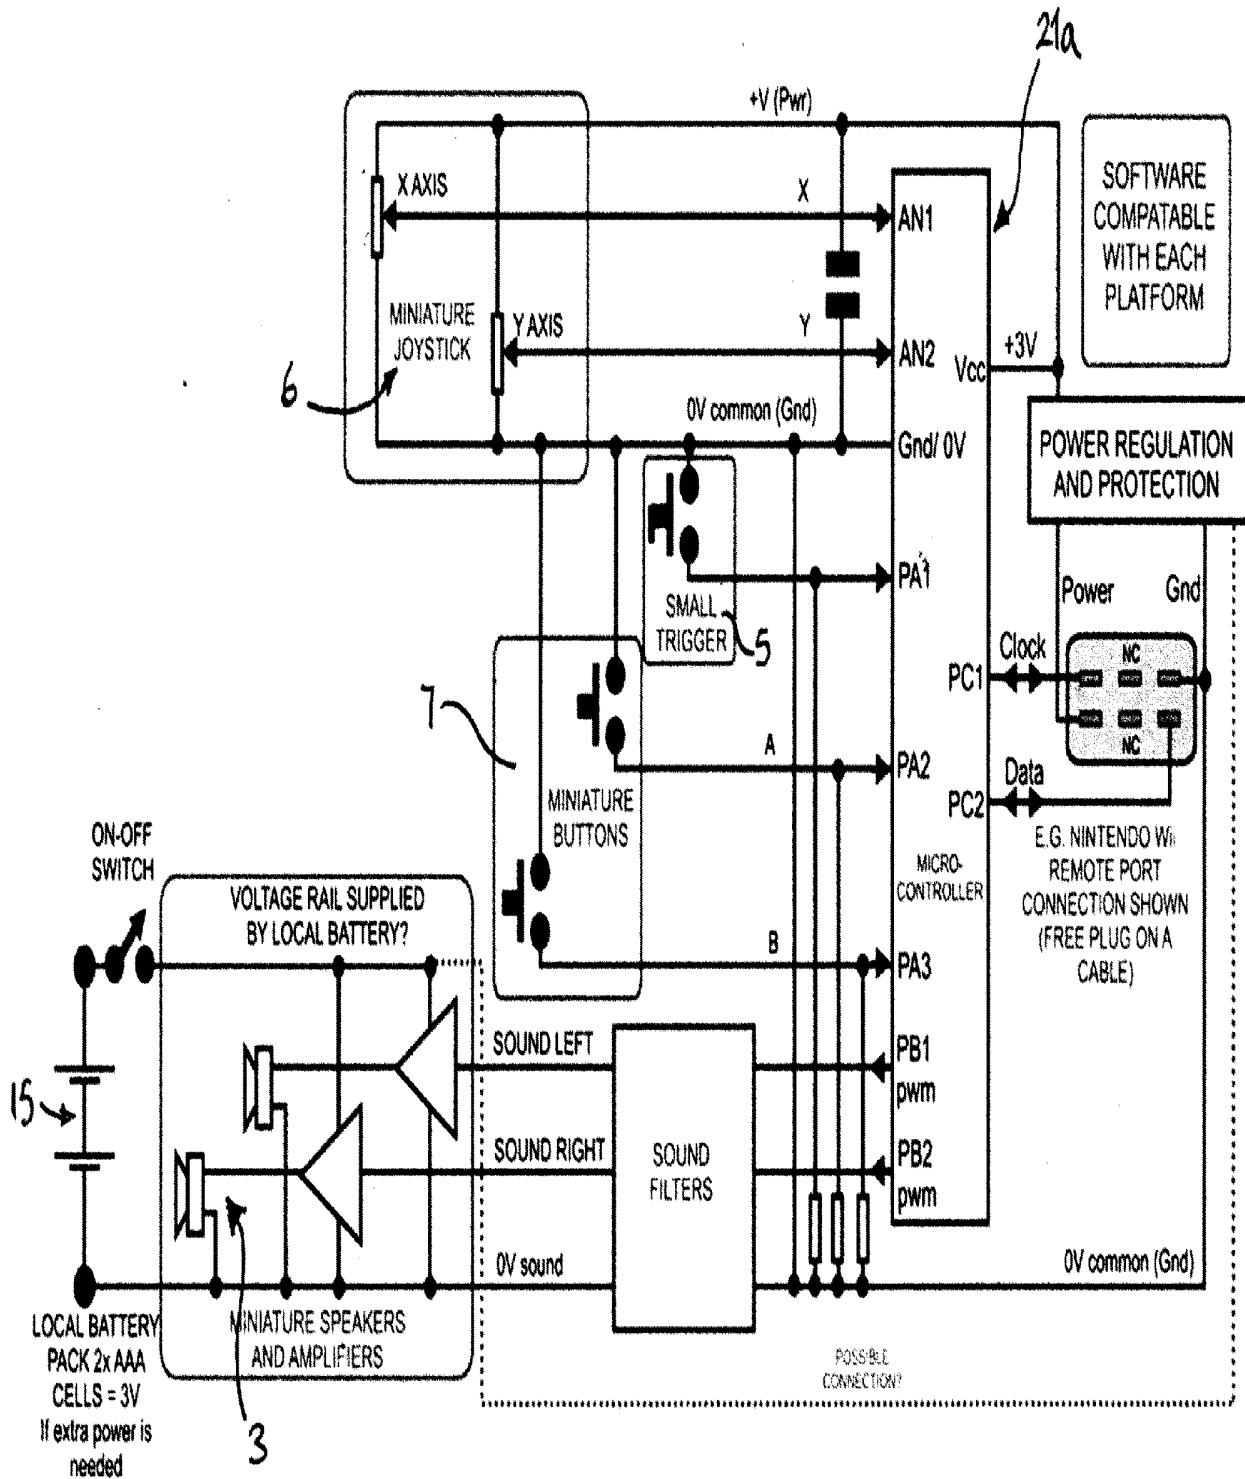 21a
+V (Pwr)
X AXIS
X
AN1
SOFTWARE
COMPATABLE
WITH EACH
PLATFORM
MINIATURE
JOYSTICK
Y AXIS
Y
AN2
Vcc
+3V
6
0V common (Gnd)
Gnd/ 0V
POWER REGULATION
AND PROTECTION
PA1
SMALL
TRIGGER
5
Power
Gnd
Clock
NC
PC1
7
A
PA2
NC
Data
PC2
MINIATURE
BUTTONS
ON-OFF
SWITCH
MICRO-
CONTROLLER
E.G. NINTENDO Wii
REMOTE PORT
CONNECTION SHOWN
(FREE PLUG ON A
CABLE)
VOLTAGE RAIL SUPPLIED
BY LOCAL BATTERY?
B
PA3
SOUND LEFT
PB1
pwm
15
SOUND RIGHT
SOUND
FILTERS
PB2
pwm
0V sound
0V common (Gnd)
LOCAL BATTERY
PACK 2x AAA
CELLS = 3V
If extra power is
needed
MINIATURE SPEAKERS
AND AMPLIFIERS
3
POSSIBLE
CONNECTION?